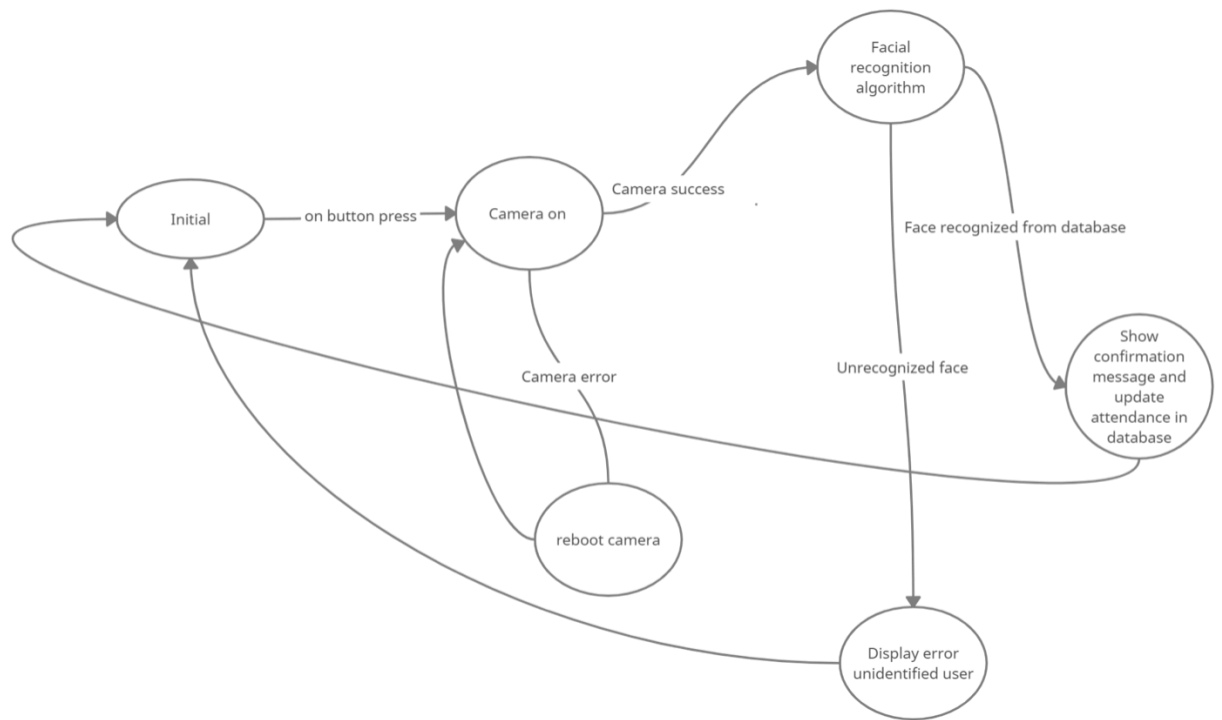 Facial
recognition
algorithm
Initial
on button press
Camera on
Camera success
Face recognized from database
Unrecognized face
Camera error
Show
confirmation
message and
update
attendance in
database
reboot camera
Display error
unidentified user